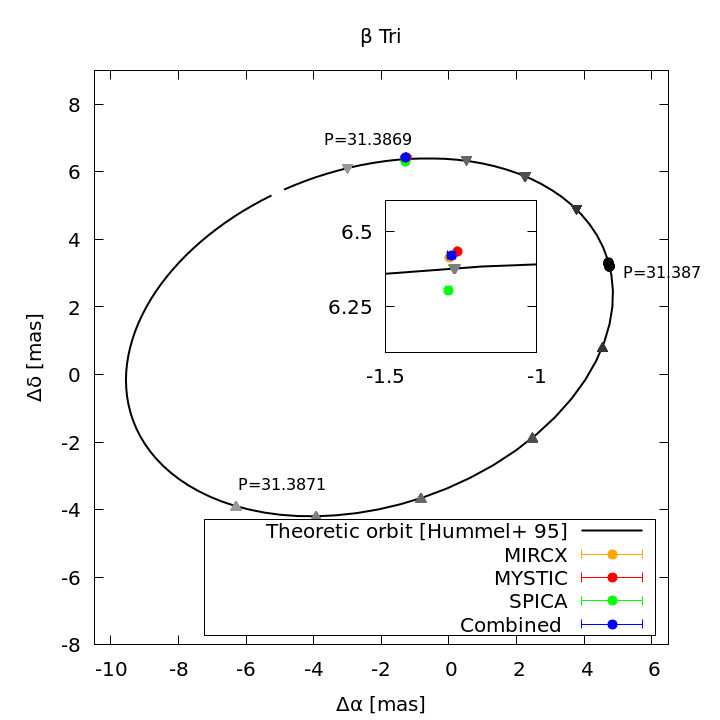 β Tri
8
6
4
2
0
-2
-4
-6
-8
Δδ [mas]
P=31.3869
P=31.387
P=31.3871
6.5
6.25
-1.5
-1
Theoretic orbit [Hummel+ 95]
MIRCX
MYSTIC
SPICA
Combined
-10
-8
-6
-4
-2
0
2
4
6
Δα [mas]